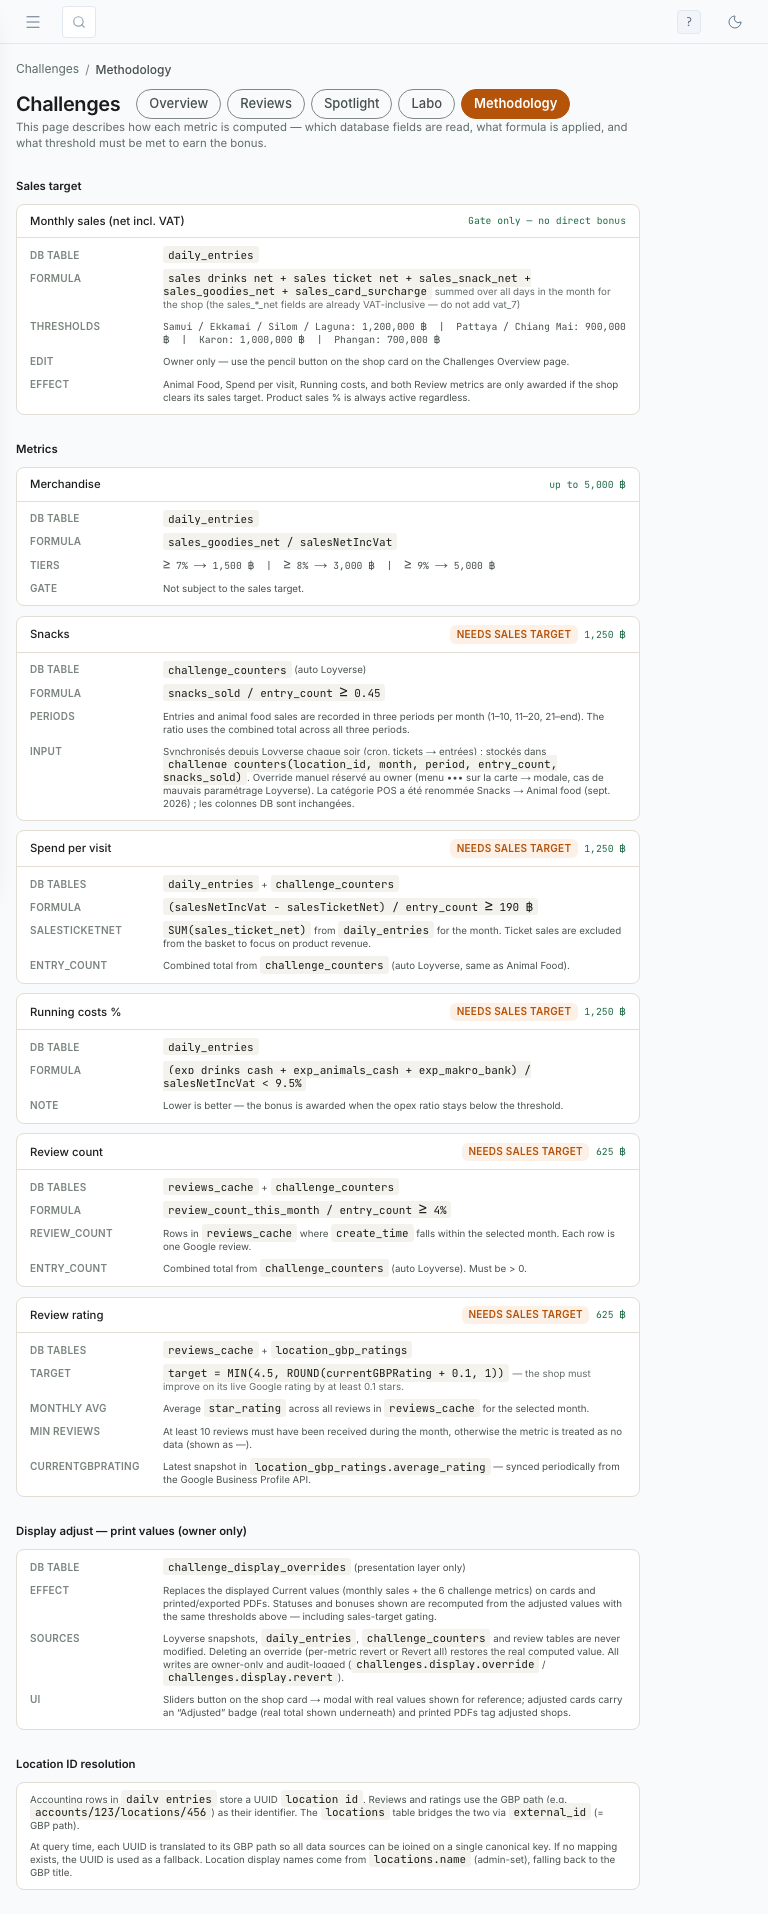 ?
Challenges / Methodology
Challenges Overview Reviews Spotlight Labo Methodology
This page describes how each metric is computed — which database fields are read, what formula is applied, and
what threshold must be met to earn the bonus.
Sales target
Monthly sales (net incl. VAT) Gate only — no direct bonus
DB TABLE daily_entries
FORMULA sales_drinks_net + sales_ticket_net + sales_snack_net +
sales_goodies_net + sales_card_surcharge summed over all days in the month for
the shop (the sales_*_net fields are already VAT-inclusive — do not add vat_7)
THRESHOLDS Samui / Ekkamai / Silom / Laguna: 1,200,000 ฿ | Pattaya / Chiang Mai: 900,000
฿ | Karon: 1,000,000 ฿ | Phangan: 700,000 ฿
EDIT Owner only — use the pencil button on the shop card on the Challenges Overview page.
EFFECT Animal Food, Spend per visit, Running costs, and both Review metrics are only awarded if the shop
clears its sales target. Product sales % is always active regardless.
Metrics
Merchandise up to 5,000 ฿
DB TABLE daily_entries
FORMULA sales_goodies_net / salesNetIncVat
TIERS ≥ 7% → 1,500 ฿ | ≥ 8% → 3,000 ฿ | ≥ 9% → 5,000 ฿
GATE Not subject to the sales target.
Snacks NEEDS SALES TARGET 1,250 ฿
DB TABLE challenge_counters (auto Loyverse)
FORMULA snacks_sold / entry_count ≥ 0.45
PERIODS Entries and animal food sales are recorded in three periods per month (1–10, 11–20, 21–end). The
ratio uses the combined total across all three periods.
INPUT Synchronisés depuis Loyverse chaque soir (cron, tickets → entrées) ; stockés dans
challenge_counters(location_id, month, period, entry_count,
snacks_sold) . Override manuel réservé au owner (menu ••• sur la carte → modale, cas de
mauvais paramétrage Loyverse). La catégorie POS a été renommée Snacks → Animal food (sept.
2026) ; les colonnes DB sont inchangées.
Spend per visit NEEDS SALES TARGET 1,250 ฿
DB TABLES daily_entries + challenge_counters
FORMULA (salesNetIncVat - salesTicketNet) / entry_count ≥ 190 ฿
SALESTICKETNET SUM(sales_ticket_net) from daily_entries for the month. Ticket sales are excluded
from the basket to focus on product revenue.
ENTRY_COUNT Combined total from challenge_counters (auto Loyverse, same as Animal Food).
Running costs % NEEDS SALES TARGET 1,250 ฿
DB TABLE daily_entries
FORMULA (exp_drinks_cash + exp_animals_cash + exp_makro_bank) /
salesNetIncVat < 9.5%
NOTE Lower is better — the bonus is awarded when the opex ratio stays below the threshold.
Review count NEEDS SALES TARGET 625 ฿
DB TABLES reviews_cache + challenge_counters
FORMULA review_count_this_month / entry_count ≥ 4%
REVIEW_COUNT Rows in reviews_cache where create_time falls within the selected month. Each row is
one Google review.
ENTRY_COUNT Combined total from challenge_counters (auto Loyverse). Must be > 0.
Review rating NEEDS SALES TARGET 625 ฿
DB TABLES reviews_cache + location_gbp_ratings
TARGET target = MIN(4.5, ROUND(currentGBPRating + 0.1, 1)) — the shop must
improve on its live Google rating by at least 0.1 stars.
MONTHLY AVG Average star_rating across all reviews in reviews_cache for the selected month.
MIN REVIEWS At least 10 reviews must have been received during the month, otherwise the metric is treated as no
data (shown as —).
CURRENTGBPRATING Latest snapshot in location_gbp_ratings.average_rating — synced periodically from
the Google Business Profile API.
Display adjust — print values (owner only)
DB TABLE challenge_display_overrides (presentation layer only)
EFFECT Replaces the displayed Current values (monthly sales + the 6 challenge metrics) on cards and
printed/exported PDFs. Statuses and bonuses shown are recomputed from the adjusted values with
the same thresholds above — including sales-target gating.
SOURCES Loyverse snapshots, daily_entries , challenge_counters and review tables are never
modified. Deleting an override (per-metric revert or Revert all) restores the real computed value. All
writes are owner-only and audit-logged ( challenges.display.override /
challenges.display.revert ).
UI Sliders button on the shop card → modal with real values shown for reference; adjusted cards carry
an “Adjusted” badge (real total shown underneath) and printed PDFs tag adjusted shops.
Location ID resolution
Accounting rows in daily_entries store a UUID location_id . Reviews and ratings use the GBP path (e.g.
accounts/123/locations/456 ) as their identifier. The locations table bridges the two via external_id (=
GBP path).
At query time, each UUID is translated to its GBP path so all data sources can be joined on a single canonical key. If no mapping
exists, the UUID is used as a fallback. Location display names come from locations.name (admin-set), falling back to the
GBP title.